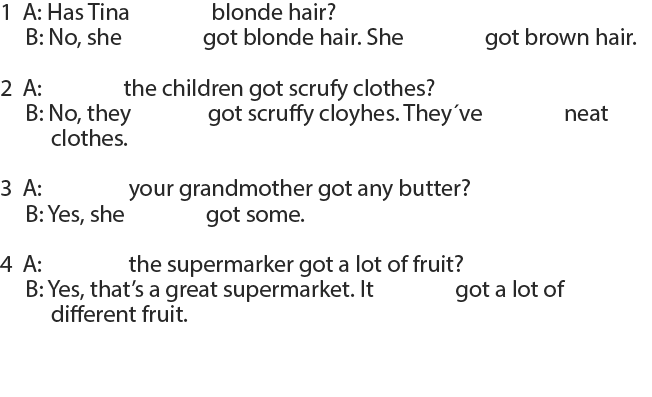 1 A: Has Tina blonde hair?
B: No, she got blonde hair. She got brown hair.
2 A: the children got scrufy clothes?
B: No, they got scruffy cloyhes. They´ve neat
clothes.
3 A: your grandmother got any butter?
B: Yes, she got some.
4 A: the supermarker got a lot of fruit?
B: Yes, that’s a great supermarket. It got a lot of
different fruit.